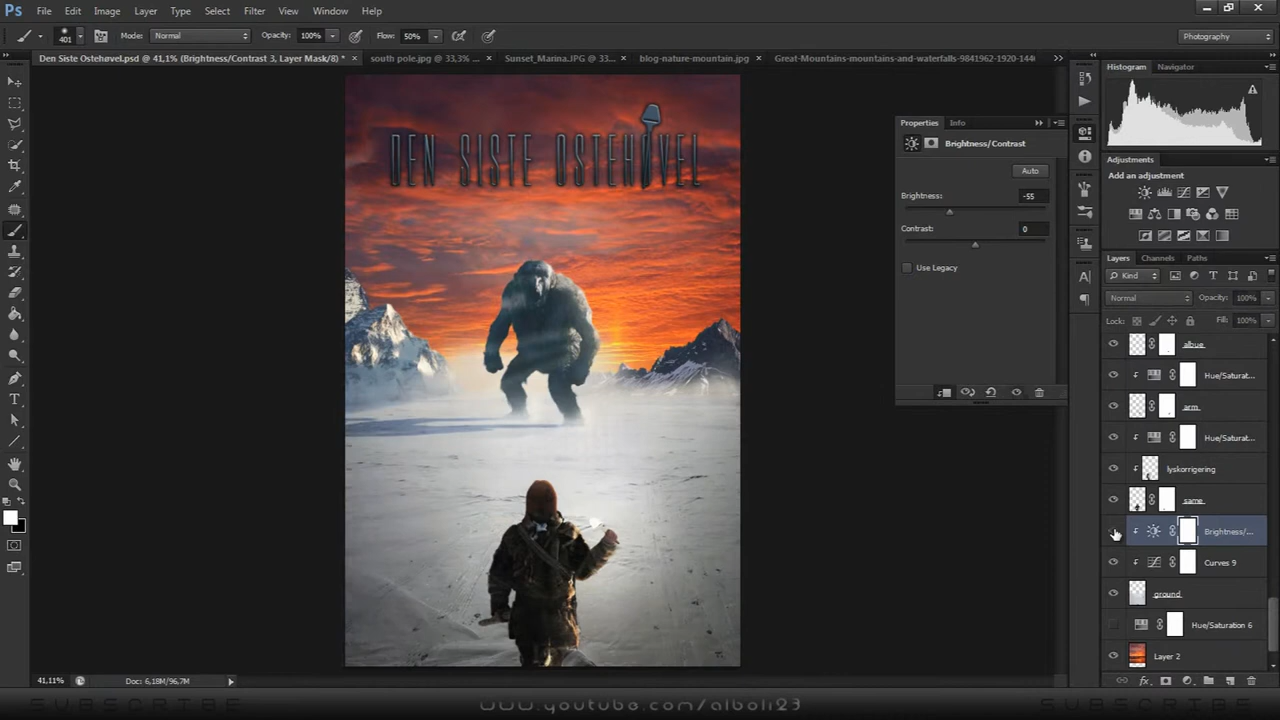 Ps File Edit Image Layer Type Select Filter View Window Help
401 Mode: Normal Opacity: 100% Flow: 50% Photography
Den Siste Ostehøvel.psd @ 41,1% (Brightness/Contrast 3, Layer Mask/8) * × south pole.jpg @ 33,3% ... × Sunset_Marina.JPG @ 33... × blog-nature-mountain.jpg × Great-Mountains-mountains-and-waterfalls-9841962-1920-1440
Histogram Navigator
Properties Info
Brightness/Contrast
Auto
Brightness: -55
Contrast: 0
Use Legacy
DEN SISTE OSTEHØVEL
Adjustments
Add an adjustment
Layers Channels Paths
Kind
Normal Opacity: 100%
Lock: Fill: 100%
albue
Hue/Saturat...
arm
Hue/Saturat...
lyskorrigering
same
Brightness/...
Curves 9
ground
Hue/Saturation 6
Layer 2
41,11% Doc: 6,18M/96,7M
SUBSCRIBE www.youtube.com/alboli23 SUBSCRIBE